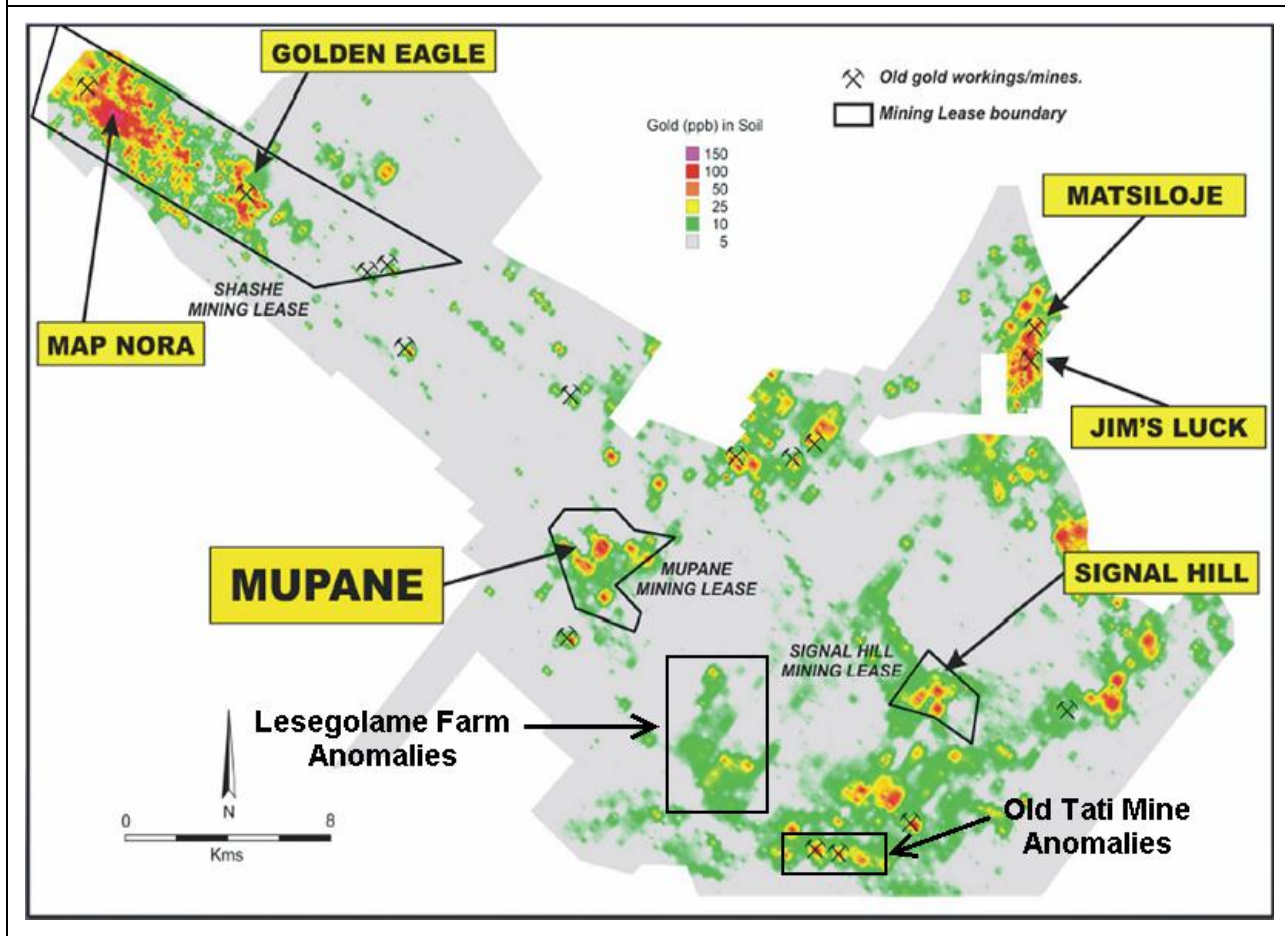 GOLDEN EAGLE
Old gold workings/mines.
Mining Lease boundary
Gold (ppb) in Soil
150
100
50
25
10
5
MATSILOJE
SHASHE
MINING LEASE
MAP NORA
JIM'S LUCK
MUPANE
MUPANE
MINING LEASE
SIGNAL HILL
SIGNAL HILL
MINING LEASE
Lesegolame Farm
Anomalies
N
0 8
Kms
Old Tati Mine
Anomalies